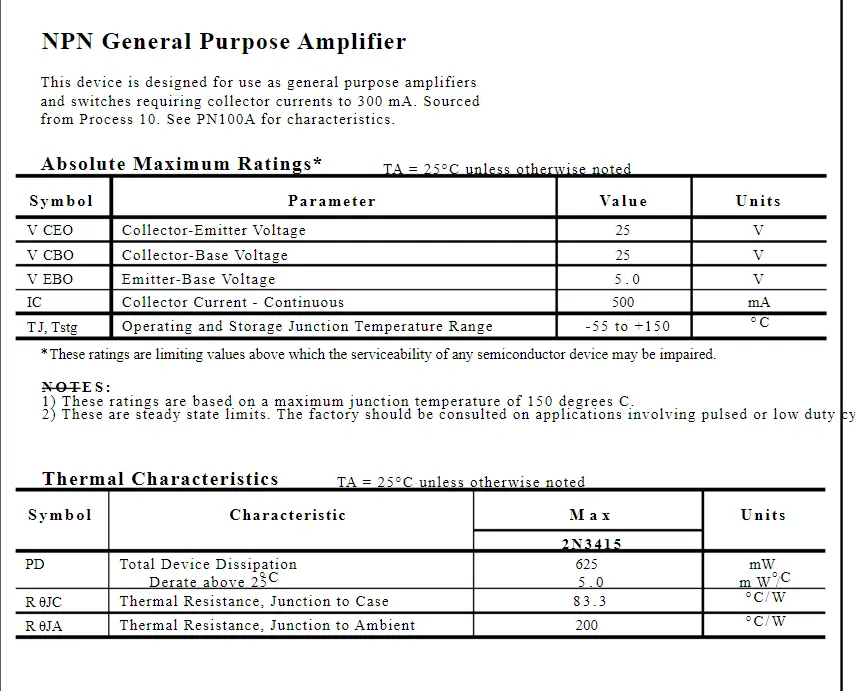 NPN General Purpose Amplifier
This device is designed for use as general purpose amplifiers
and switches requiring collector currents to 300 mA. Sourced
from Process 10. See PN100A for characteristics.
Absolute Maximum Ratings* TA = 25°C unless otherwise noted
Symbol Parameter Value Units
V CEO Collector-Emitter Voltage 25 V
V CBO Collector-Base Voltage 25 V
V EBO Emitter-Base Voltage 5.0 V
IC Collector Current - Continuous 500 mA
TJ, Tstg Operating and Storage Junction Temperature Range -55 to +150 °C
*These ratings are limiting values above which the serviceability of any semiconductor device may be impaired.
NOTES:
1) These ratings are based on a maximum junction temperature of 150 degrees C.
2) These are steady state limits. The factory should be consulted on applications involving pulsed or low duty cy
Thermal Characteristics TA = 25°C unless otherwise noted
Symbol Characteristic Max Units
2N3415
PD Total Device Dissipation 625 mW
Derate above 25°C 5.0 mW/°C
RθJC Thermal Resistance, Junction to Case 83.3 °C/W
RθJA Thermal Resistance, Junction to Ambient 200 °C/W